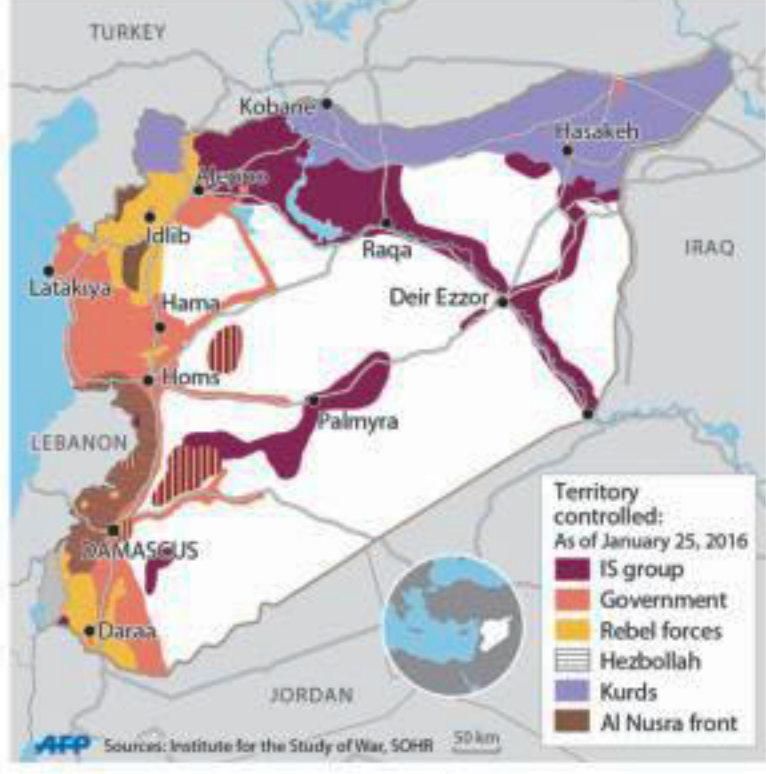 TURKEY
Kobane
Hasakeh
Aleppo
Idlib
Raqa
IRAQ
Latakiya
Deir Ezzor
Hama
Homs
Palmyra
LEBANON
DAMASCUS
Daraa
JORDAN
Territory
controlled:
As of January 25, 2016
IS group
Government
Rebel forces
Hezbollah
Kurds
Al Nusra front
AFP Sources: Institute for the Study of War, SOHR 50 km